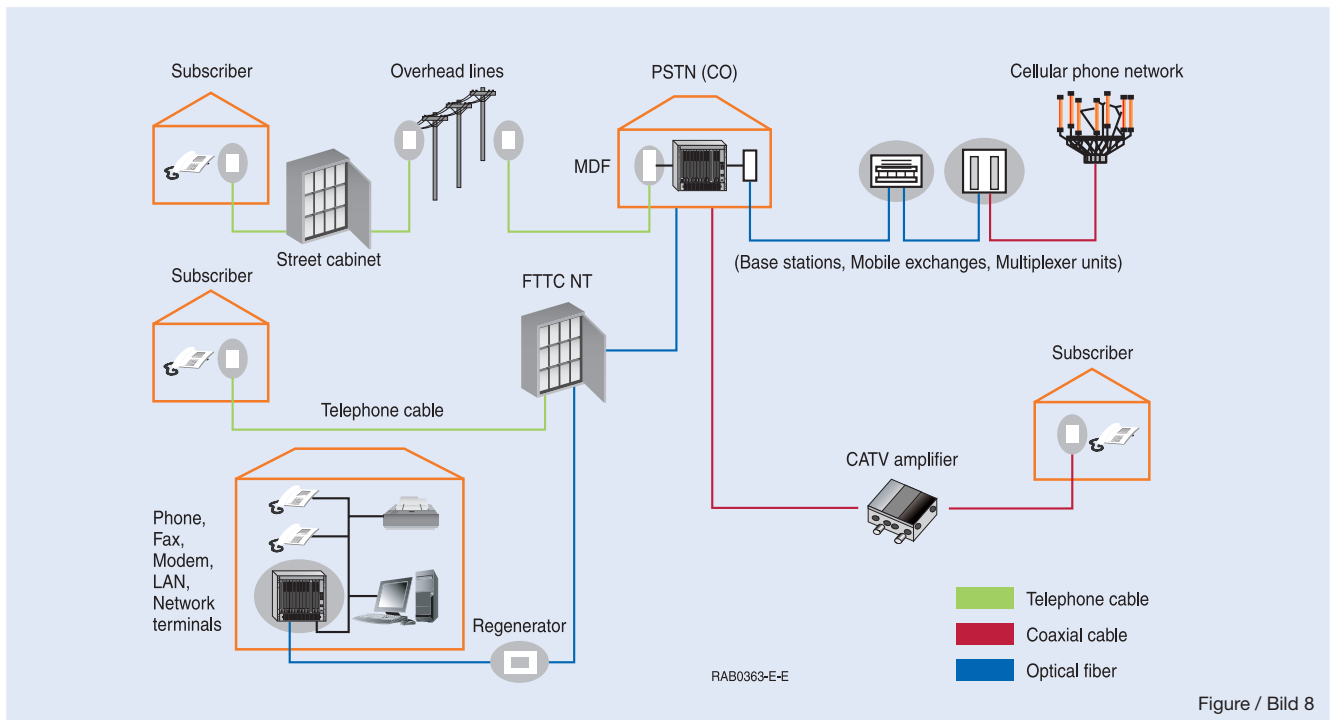 Subscriber
Overhead lines
PSTN (CO)
Cellular phone network
MDF
Street cabinet
(Base stations, Mobile exchanges, Multiplexer units)
Subscriber
FTTC NT
Subscriber
Telephone cable
CATV amplifier
Phone,
Fax,
Modem,
LAN,
Network
terminals
Regenerator
Telephone cable
Coaxial cable
Optical fiber
RAB0363-E-E
Figure / Bild 8